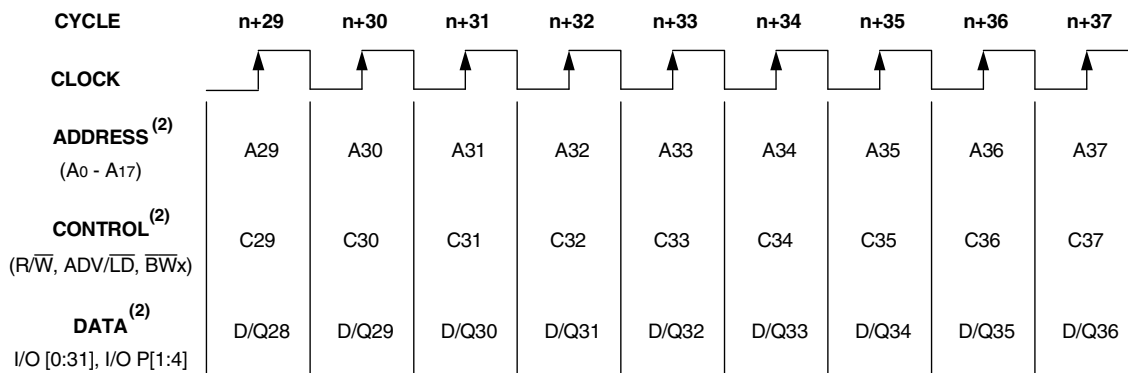 CYCLE n+29 n+30 n+31 n+32 n+33 n+34 n+35 n+36 n+37
CLOCK
ADDRESS(2) A29 A30 A31 A32 A33 A34 A35 A36 A37
(A0 - A17)
CONTROL(2) C29 C30 C31 C32 C33 C34 C35 C36 C37
(R/W̅, ADV/L̅D̅, B̅W̅x)
DATA(2) D/Q28 D/Q29 D/Q30 D/Q31 D/Q32 D/Q33 D/Q34 D/Q35 D/Q36
I/O [0:31], I/O P[1:4]